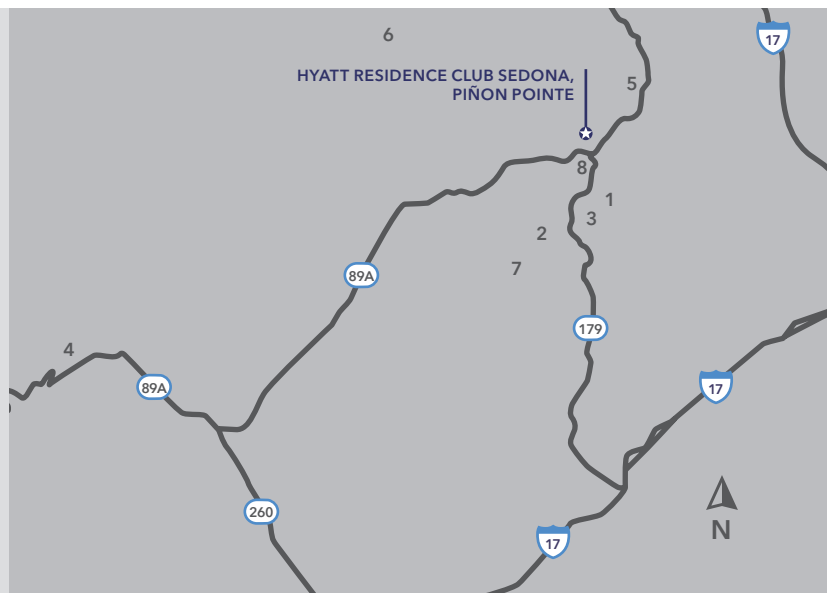 6
17
HYATT RESIDENCE CLUB SEDONA,
PIÑON POINTE
5
8
1
3
2
7
89A
179
4
89A
17
260
N
17